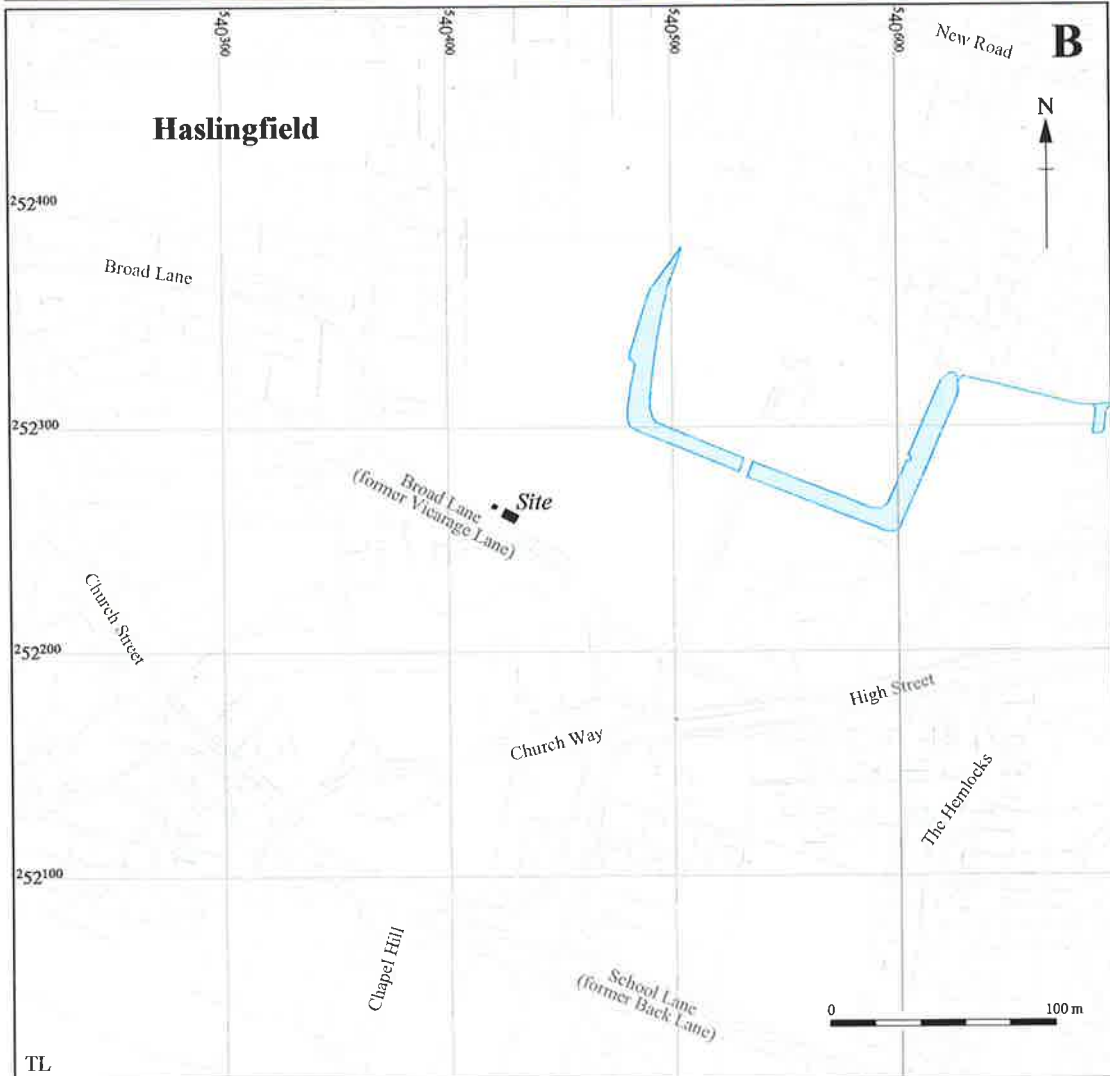 540300
540400
540500
540600
New Road
B
Haslingfield
N
252400
Broad Lane
252300
Broad Lane
(former Vicarage Lane)
Site
Church Street
252200
High Street
Church Way
The Hemlocks
252100
Chapel Hill
School Lane
(former Back Lane)
0 100 m
TL